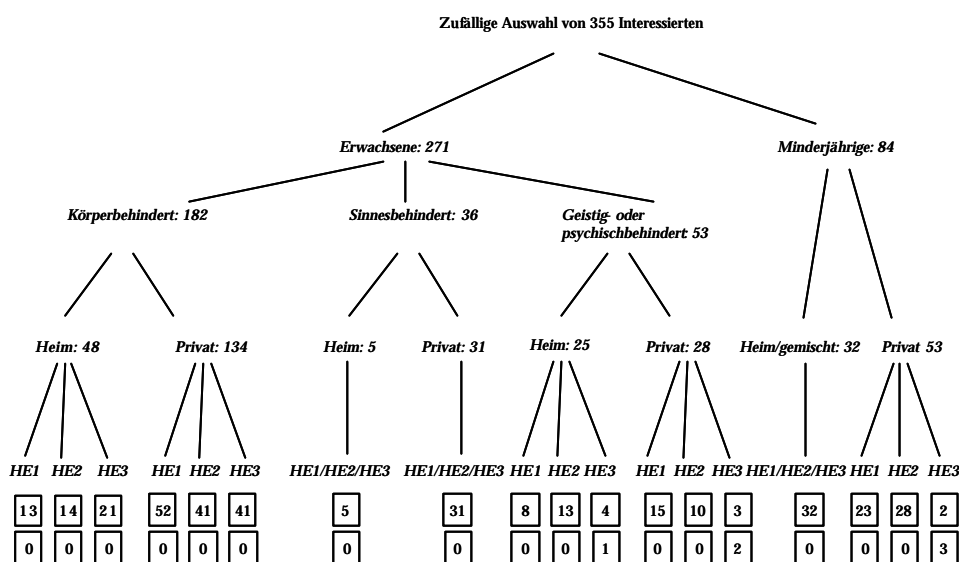 Zufällige Auswahl von 355 Interessierten
Erwachsene: 271
Minderjährige: 84
Körperbehindert: 182
Sinnesbehindert: 36
Geistig- oder
psychischbehindert: 53
Heim: 48
Privat: 134
Heim: 5
Privat: 31
Heim: 25
Privat: 28
Heim/gemischt: 32
Privat 53
HE1 HE2 HE3 HE1 HE2 HE3 HE1/HE2/HE3 HE1/HE2/HE3 HE1 HE2 HE3 HE1 HE2 HE3 HE1/HE2/HE3 HE1 HE2 HE3
13 14 21 52 41 41 5 31 8 13 4 15 10 3 32 23 28 2
0 0 0 0 0 0 0 0 0 0 1 0 0 2 0 0 0 3